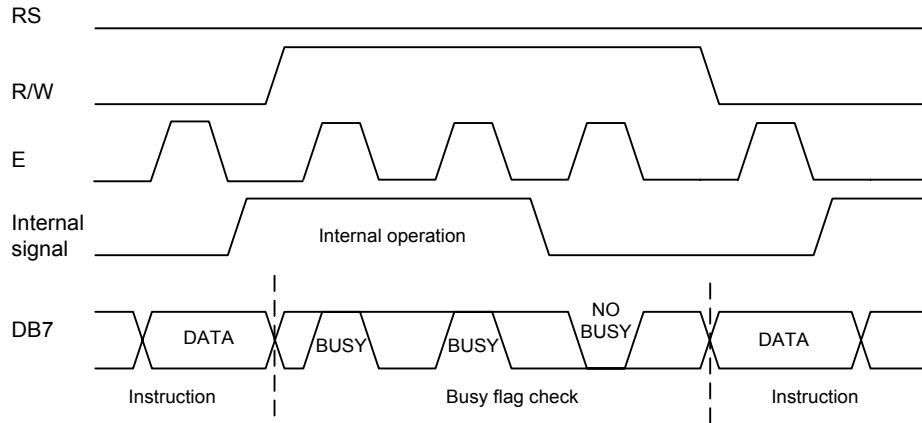 RS
R/W
E
Internal
signal
Internal operation
DB7
DATA
BUSY
BUSY
NO
BUSY
DATA
Instruction
Busy flag check
Instruction